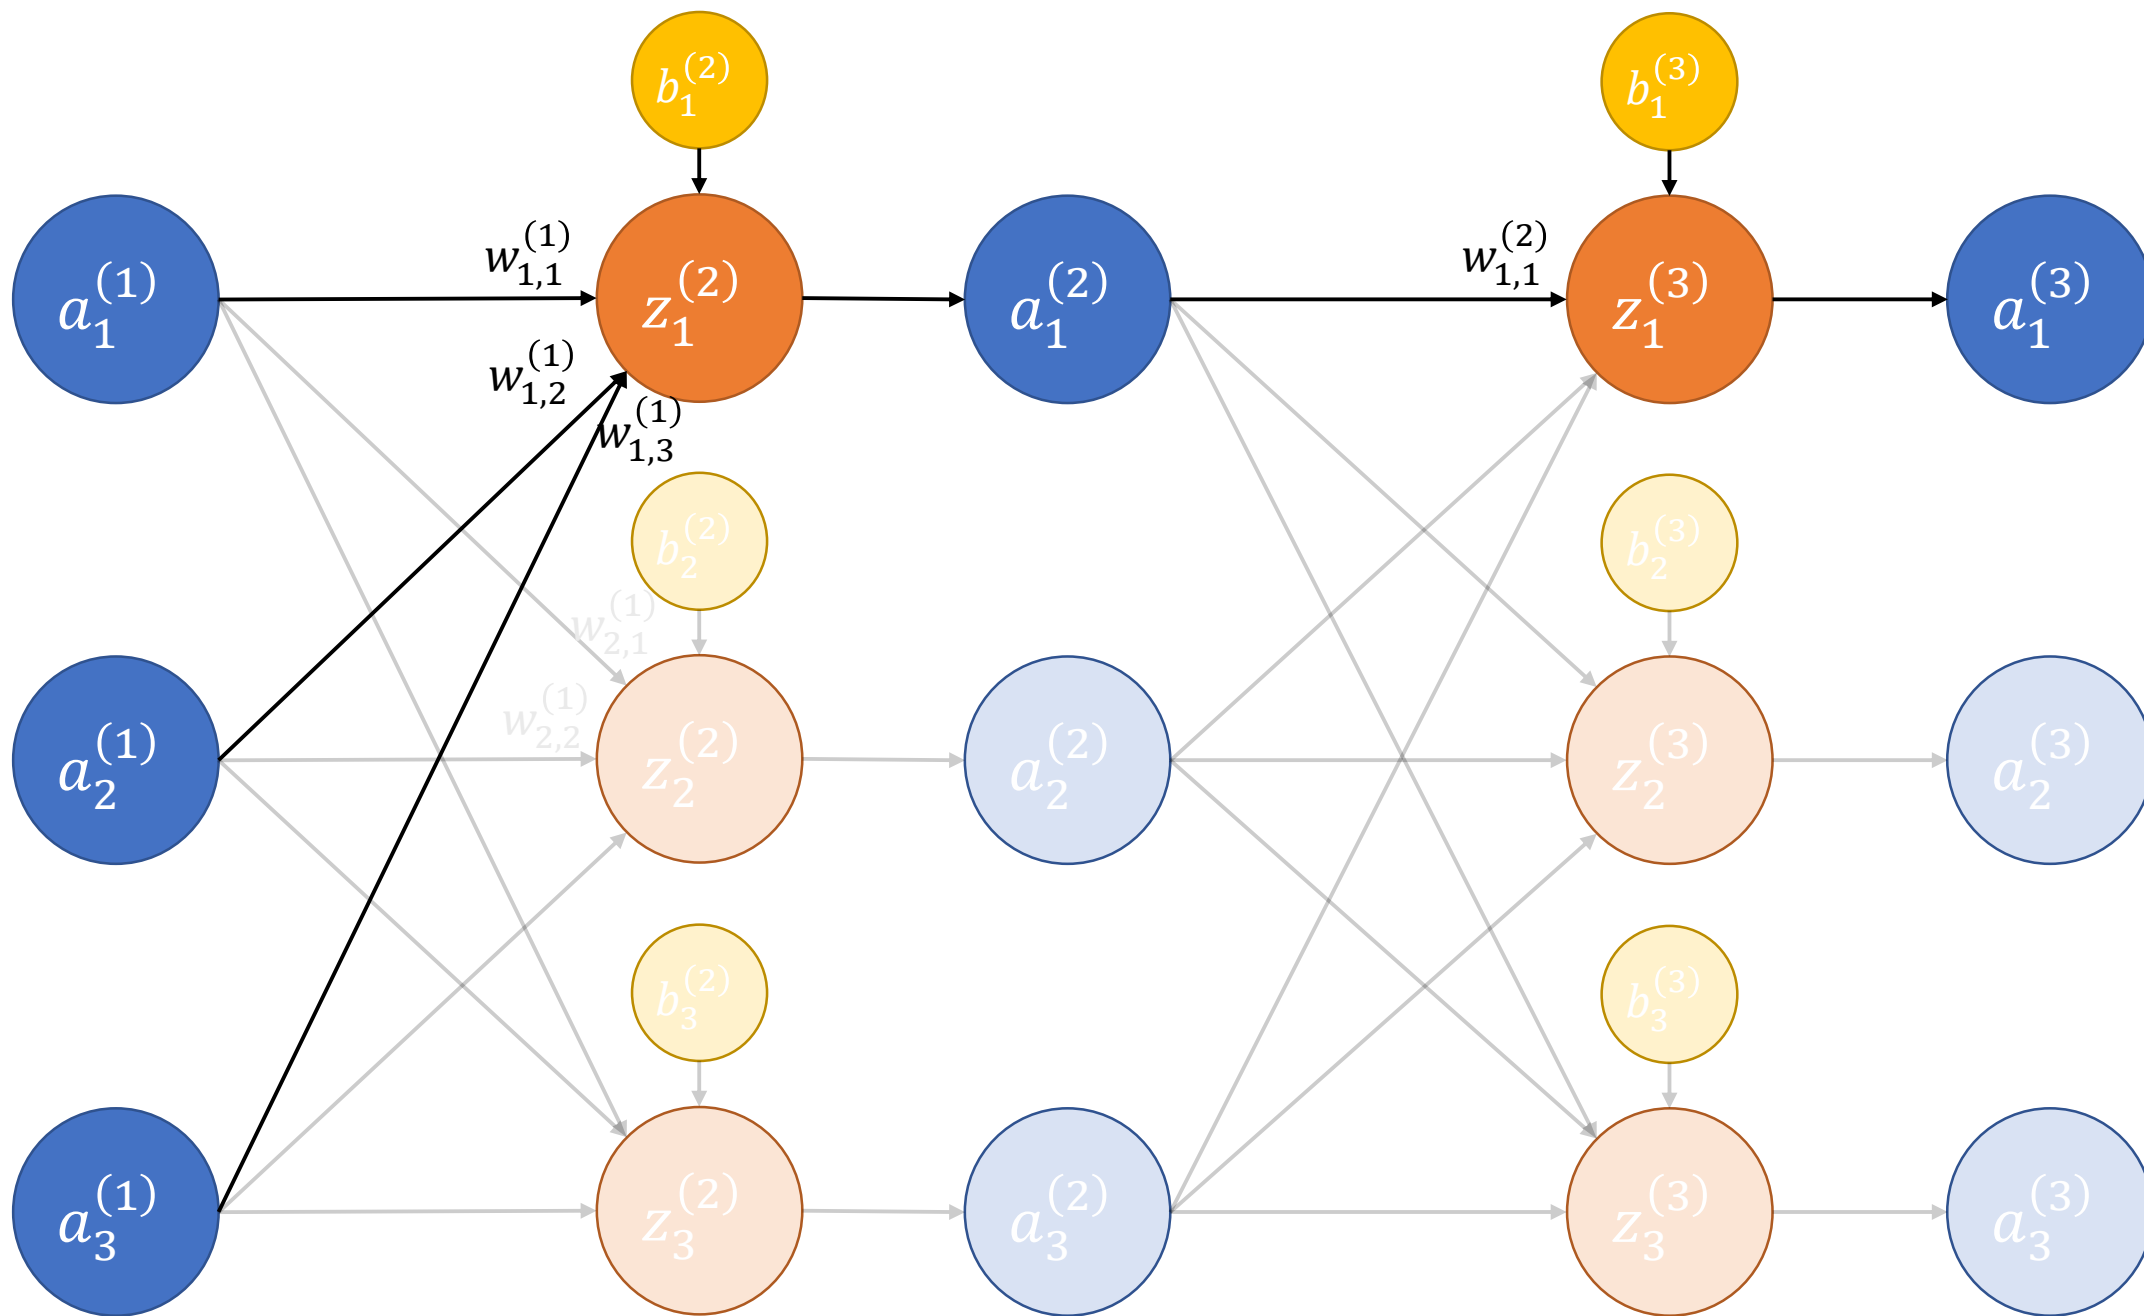 b_1^{(2)} b_1^{(3)}
w_{1,1}^{(1)} w_{1,1}^{(2)}
a_1^{(1)} z_1^{(2)} a_1^{(2)} z_1^{(3)} a_1^{(3)}
w_{1,2}^{(1)}
w_{1,3}^{(1)}
b_2^{(2)} b_2^{(3)}
w_{2,1}^{(1)}
w_{2,2}^{(1)}
a_2^{(1)} z_2^{(2)} a_2^{(2)} z_2^{(3)} a_2^{(3)}
b_3^{(2)} b_3^{(3)}
a_3^{(1)} z_3^{(2)} a_3^{(2)} z_3^{(3)} a_3^{(3)}